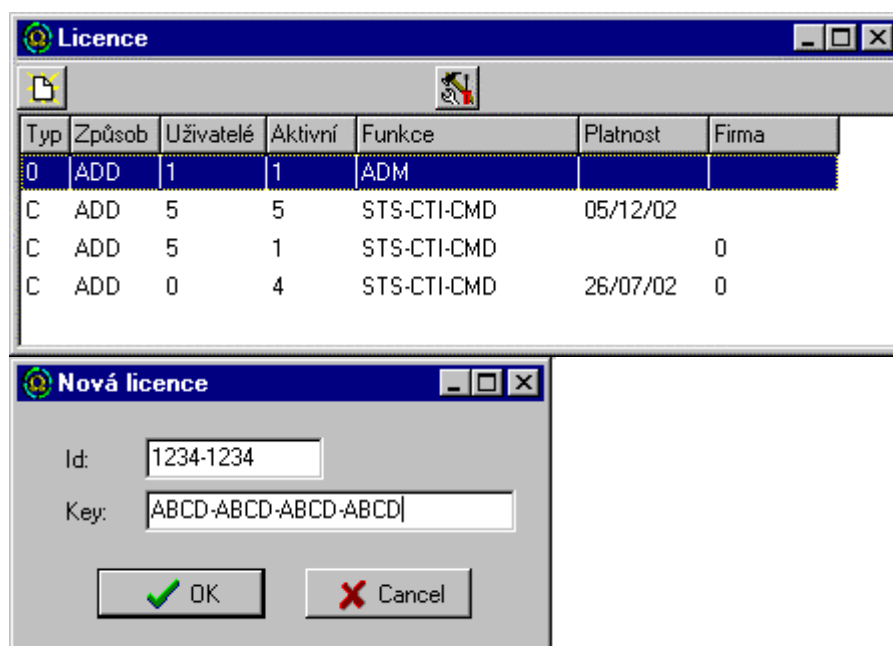 Licence
Typ Způsob Uživatelé Aktivní Funkce Platnost Firma
0 ADD 1 1 ADM
C ADD 5 5 STS-CTI-CMD 05/12/02
C ADD 5 1 STS-CTI-CMD 0
C ADD 0 4 STS-CTI-CMD 26/07/02 0
Nová licence
Id: 1234-1234
Key: ABCD-ABCD-ABCD-ABCD
OK Cancel